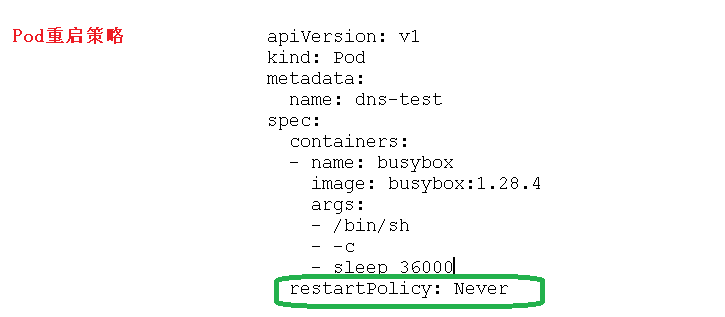 Pod重启策略
apiVersion: v1
kind: Pod
metadata:
  name: dns-test
spec:
  containers:
  - name: busybox
    image: busybox:1.28.4
    args:
    - /bin/sh
    - -c
    - sleep 36000
  restartPolicy: Never